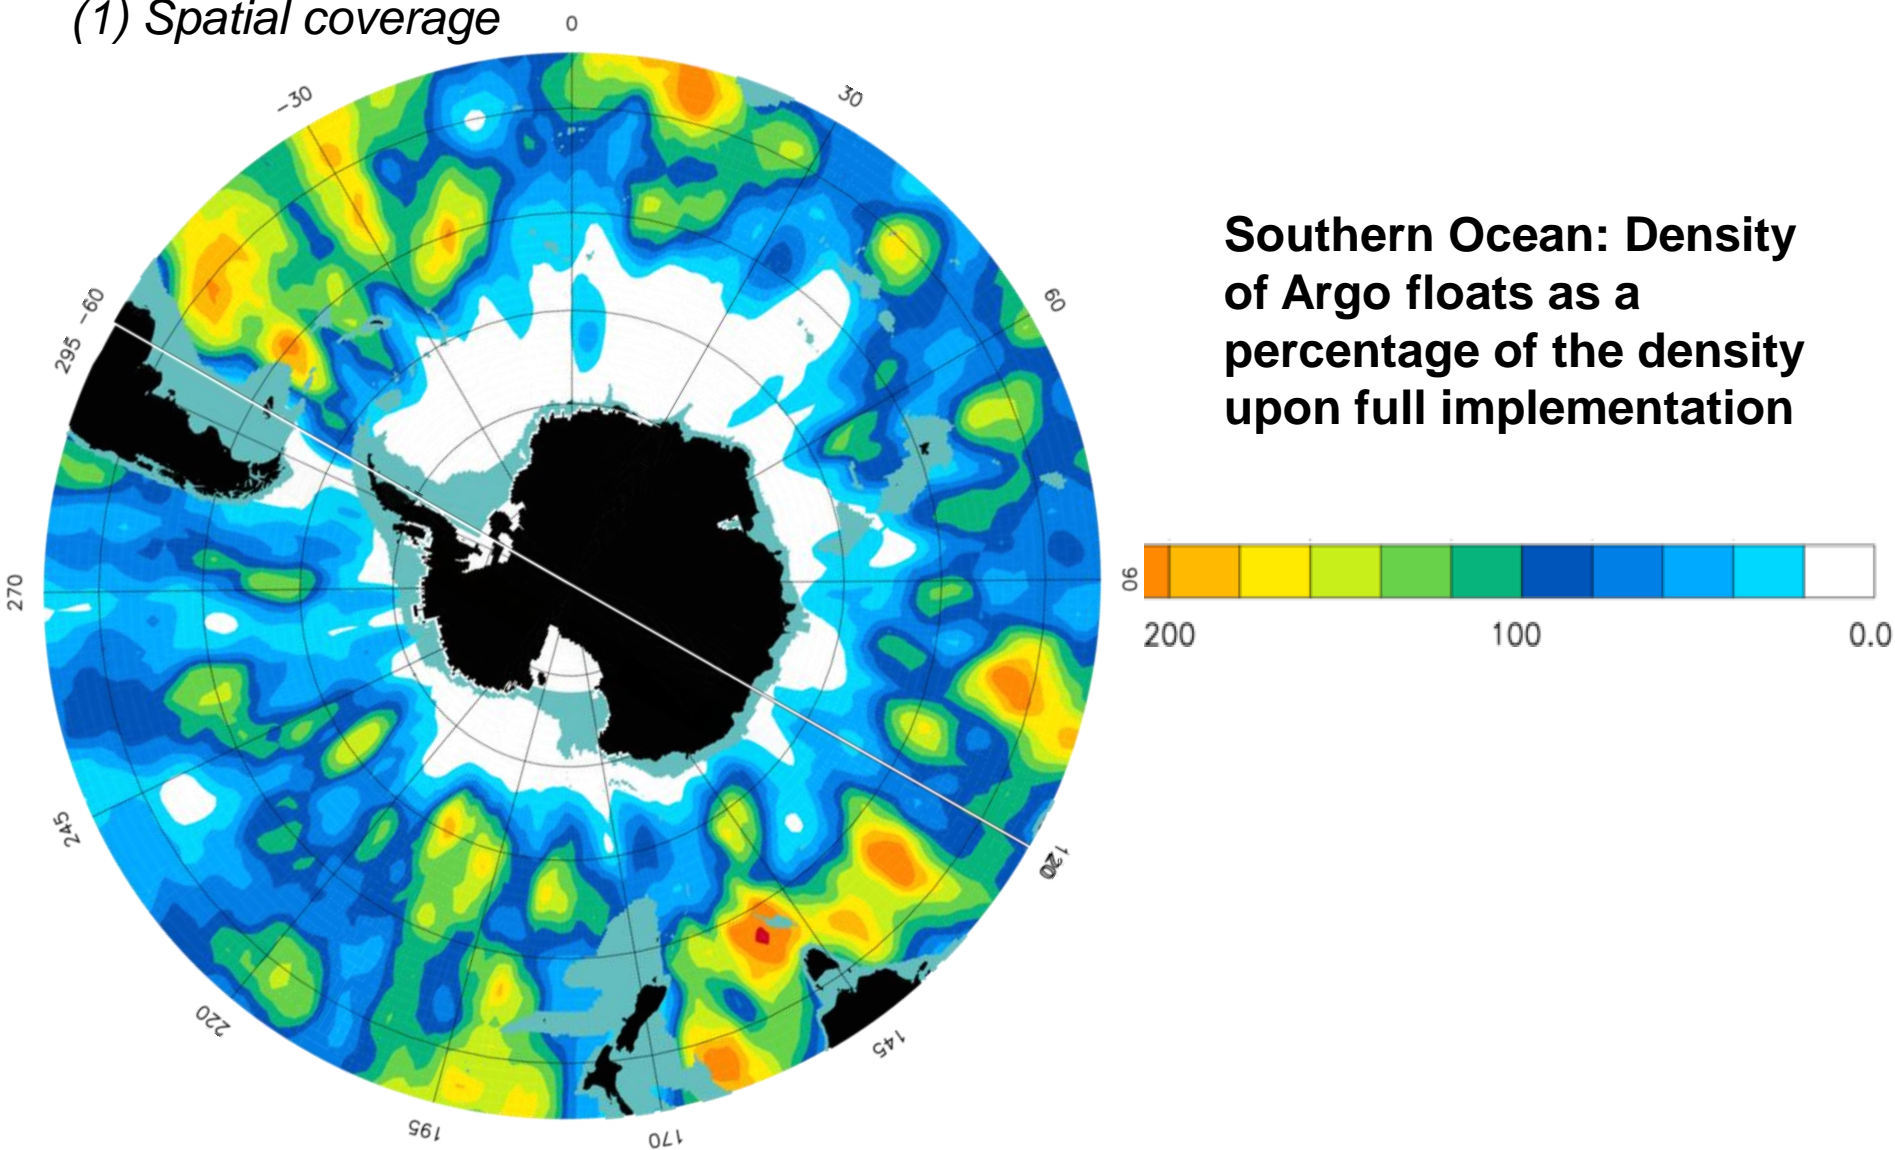 (1) Spatial coverage
0
-30
30
-60
60
295
Southern Ocean: Density
of Argo floats as a
percentage of the density
upon full implementation
270
90
200 100 0.0
245
120
220
145
195
170